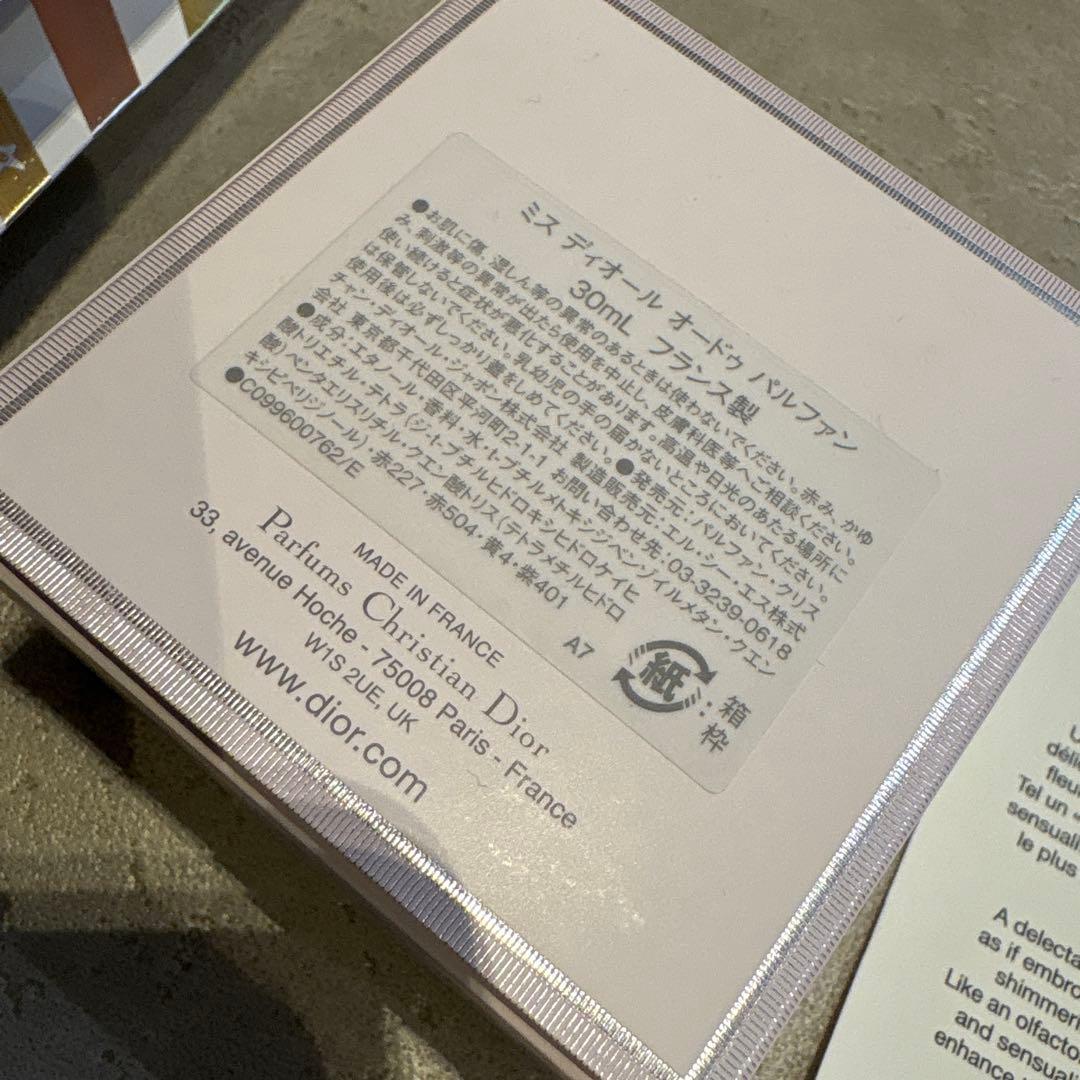 ミス ディオール オードゥ パルファン
30mL フランス製
●お肌に傷、湿しん等の異常のあるときは使わないでください。赤み、かゆ
み、刺激等の異常が出たら使用を中止し、皮膚科医等へご相談ください。
使い続けると症状が悪化することがあります。高温や日光のあたる場所に
は保管しないでください。乳幼児の手の届かないところにおいてください。
使用後は必ずしっかり蓋をしめてください。●発売元:パルファン・クリス
チャン・ディオール・ジャポン株式会社 製造販売元:エル・シー・エス株式
会社 東京都千代田区平河町2-1-1 お問い合わせ先:03-3239-0618
●成分:エタノール・香料・水・t-ブチルメトキシジベンゾイルメタン・クエン
酸トリエチル・テトラ(ジ-t-ブチルヒドロキシヒドロケイヒ
酸)ペンタエリスリチル・クエン酸トリス(テトラメチルヒドロ
キシピペリジノール)・赤227・赤504・黄4・紫401
●C099600762/E
A7
紙:箱
枠
MADE IN FRANCE
Parfums Christian Dior
33, avenue Hoche - 75008 Paris - France
W1S 2UE, UK
www.dior.com
déli
fleu
Tel un
sensuali
le plus
A delecta
as if embro
shimmeri
Like an olfacto
and sensual
enhance